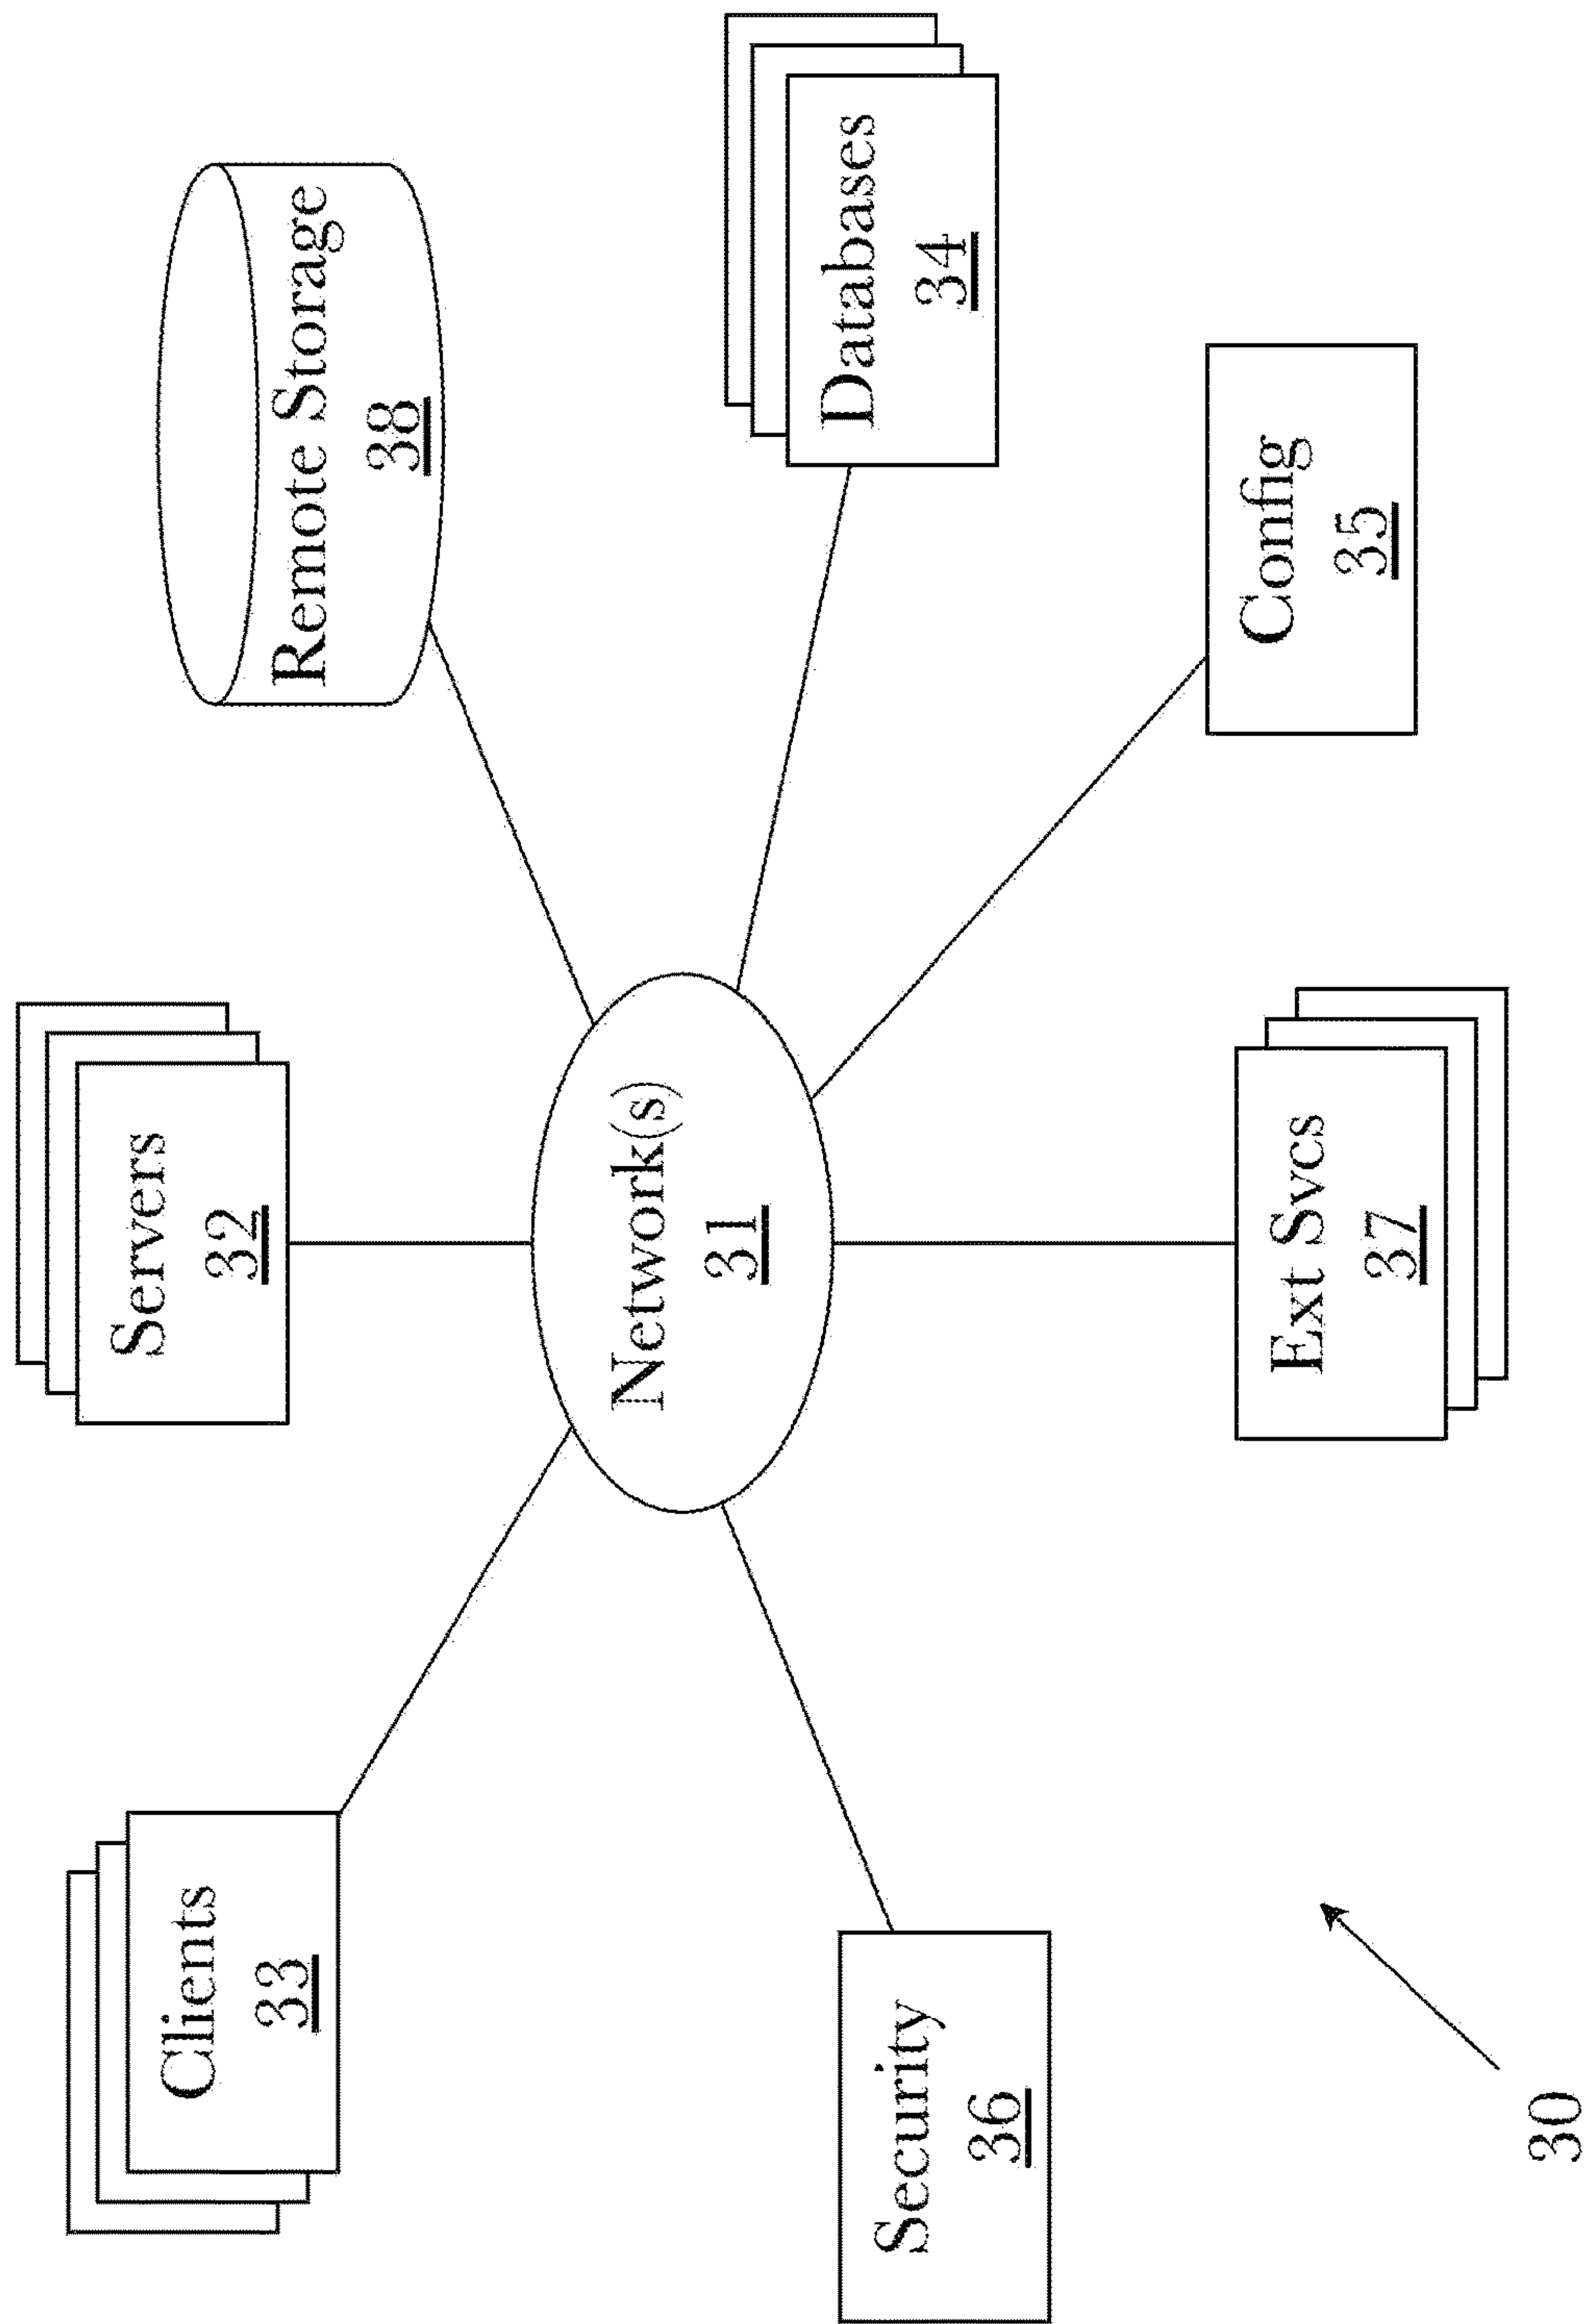 Servers
32
Clients
33
Remote Storage
38
Network(s)
31
Databases
34
Security
36
Ext Svcs
37
Config
35
30